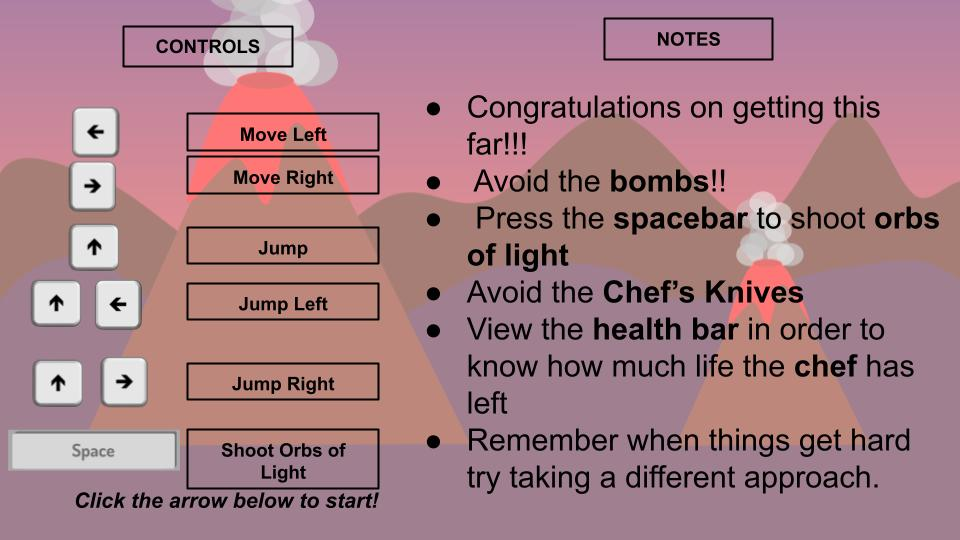 CONTROLS
←
Move Left
→
Move Right
↑
Jump
↑ ←
Jump Left
↑ →
Jump Right
Space
Shoot Orbs of
Light
Click the arrow below to start!
NOTES
● Congratulations on getting this
far!!!
● Avoid the bombs!!
● Press the spacebar to shoot orbs
of light
● Avoid the Chef’s Knives
● View the health bar in order to
know how much life the chef has
left
● Remember when things get hard
try taking a different approach.